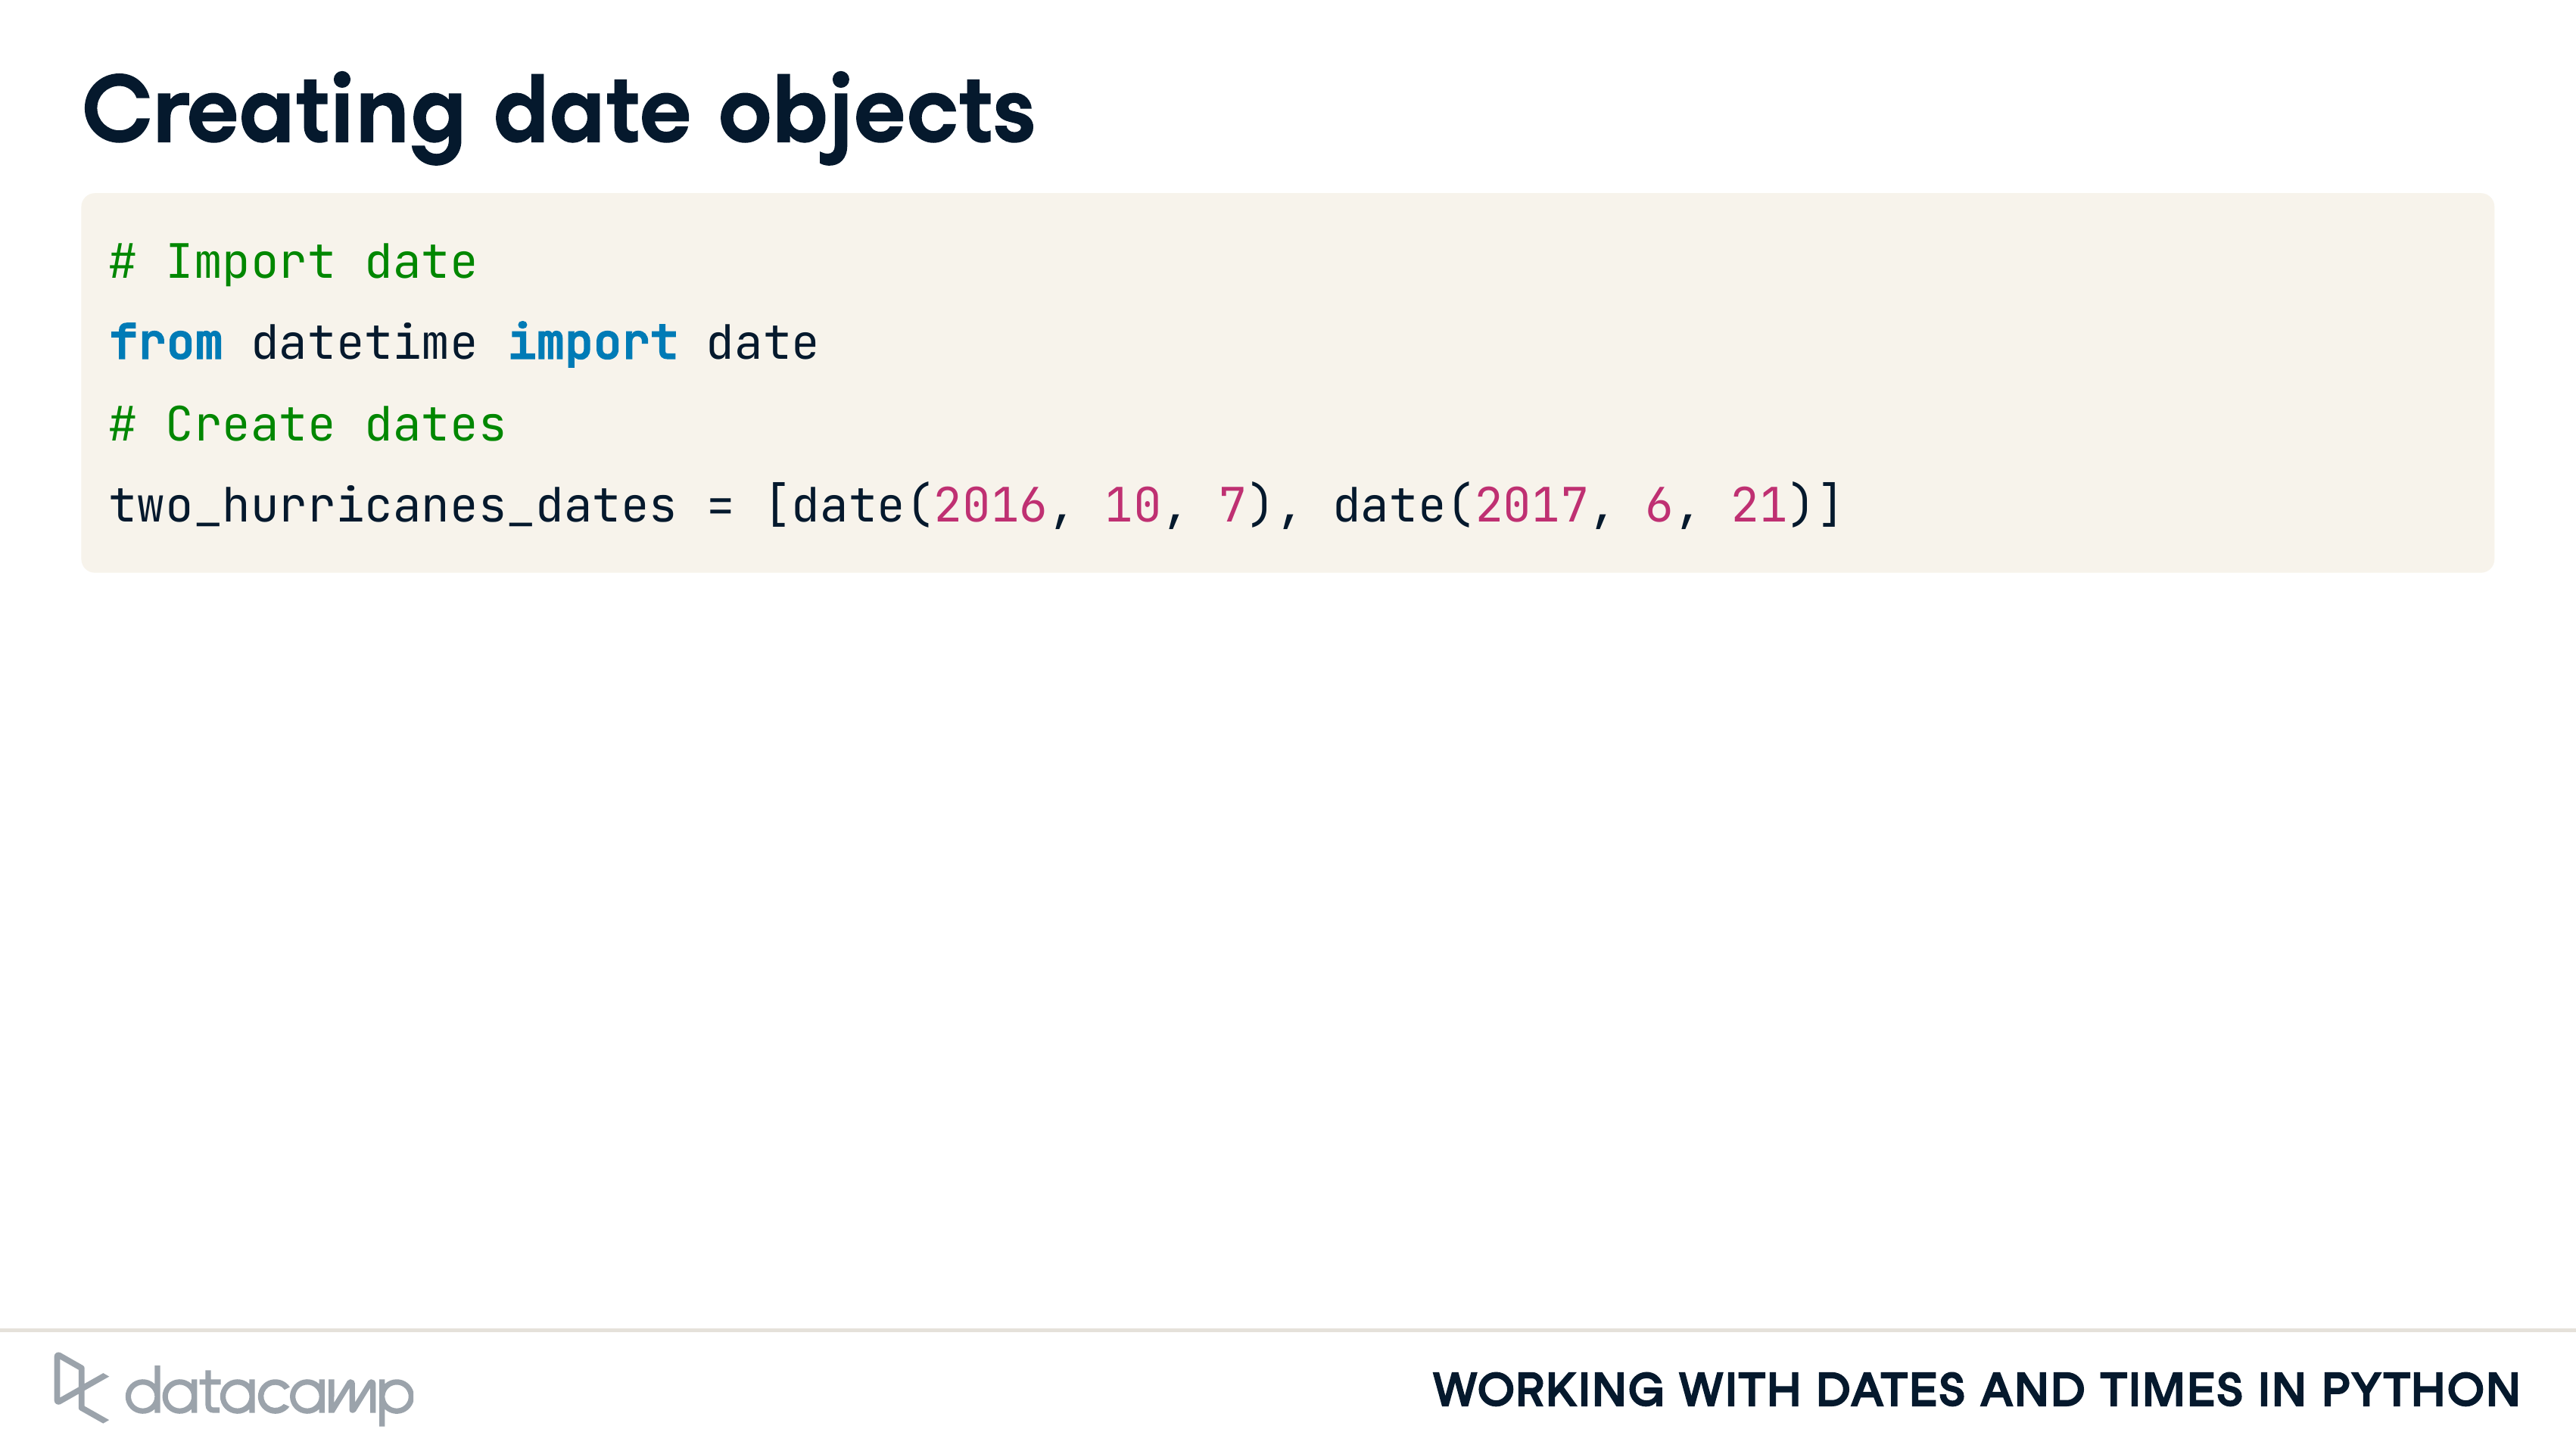 Creating date objects
# Import date
from datetime import date
# Create dates
two_hurricanes_dates = [date(2016, 10, 7), date(2017, 6, 21)]
datacamp
WORKING WITH DATES AND TIMES IN PYTHON